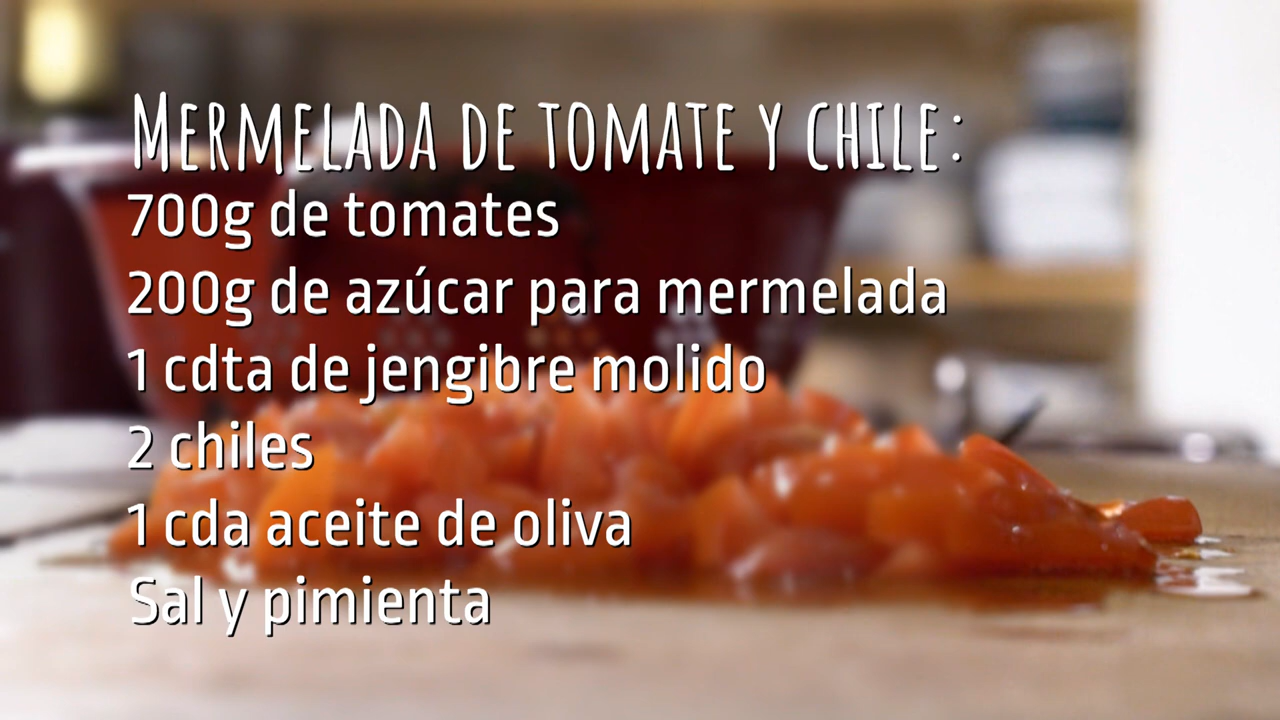 Mermelada de tomate y chile:
700g de tomates
200g de azúcar para mermelada
1 cdta de jengibre molido
2 chiles
1 cda aceite de oliva
Sal y pimienta